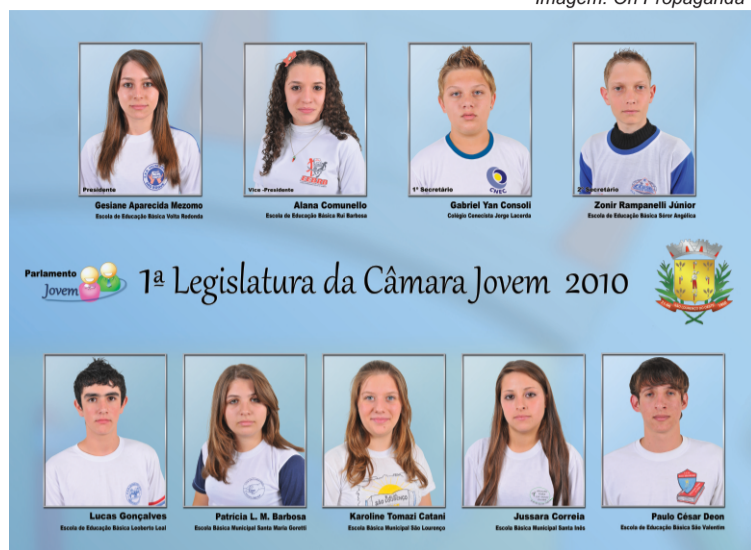 Imagem: On Propaganda
Presidente
Gesiane Aparecida Mezomo
Escola de Educação Básica Volta Redonda
Vice -Presidente
Alana Comunello
Escola de Educação Básica Rui Barbosa
1º Secretário
CNEC
Gabriel Yan Consoli
Colégio Cenecista Jorge Lacerda
2º Secretário
Zonir Rampanelli Júnior
Escola de Educação Básica Sóror Angélica
Parlamento
Jovem
1ª Legislatura da Câmara Jovem 2010
Lucas Gonçalves
Escola de Educação Básica Leoberto Leal
Patrícia L. M. Barbosa
Escola Básica Municipal Santa Maria Goretti
Karoline Tomazi Catani
Escola Básica Municipal São Lourenço
Jussara Correia
Escola Básica Municipal Santa Inês
Paulo César Deon
Escola de Educação Básica São Valentim